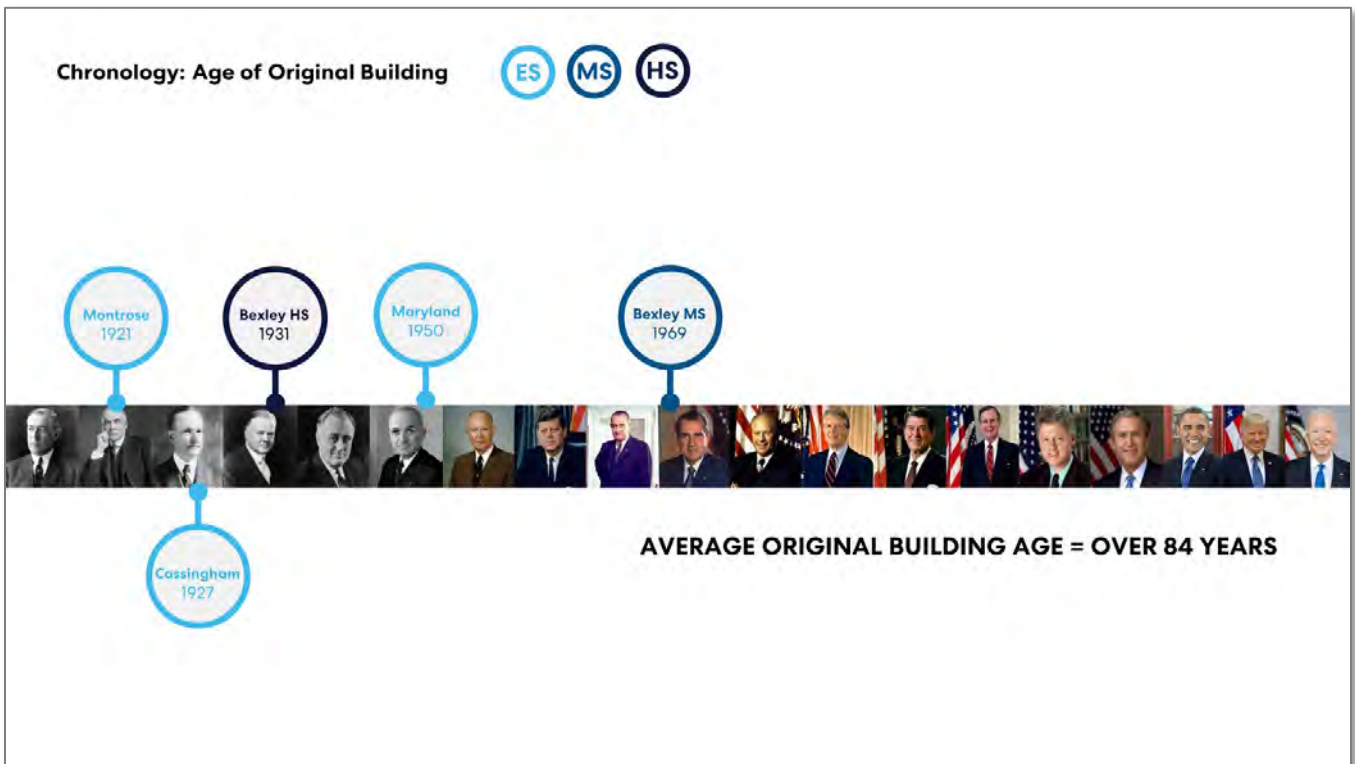 Chronology: Age of Original Building
ES MS HS
Montrose
1921
Bexley HS
1931
Maryland
1950
Bexley MS
1969
Cassingham
1927
AVERAGE ORIGINAL BUILDING AGE = OVER 84 YEARS